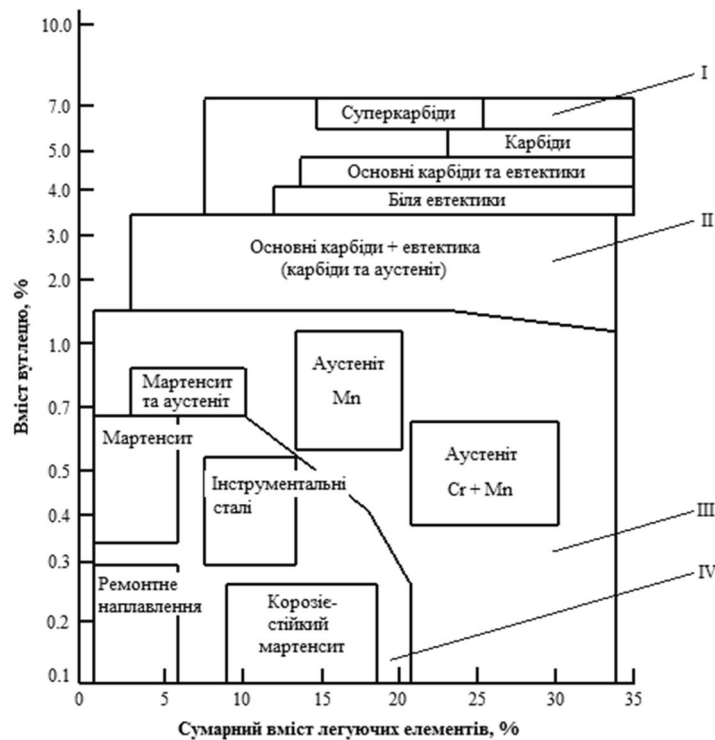 10.0
I
7.0
Суперкарбіди
6.0
Карбіди
5.0
Основні карбіди та евтектики
4.0
Біля евтектики
II
3.0
Основні карбіди + евтектика
(карбіди та аустеніт)
2.0
Вміст вуглецю, %
1.0
Аустеніт
Mn
Мартенсит
та аустеніт
0.7
Мартенсит
Аустеніт
Cr + Mn
0.5
Інструментальні
сталі
0.4
III
0.3
IV
Ремонтне
наплавлення
Корозіє-
стійкий
мартенсит
0.2
0.1
0
5
10
15
20
25
30
35
Сумарний вміст легуючих елементів, %